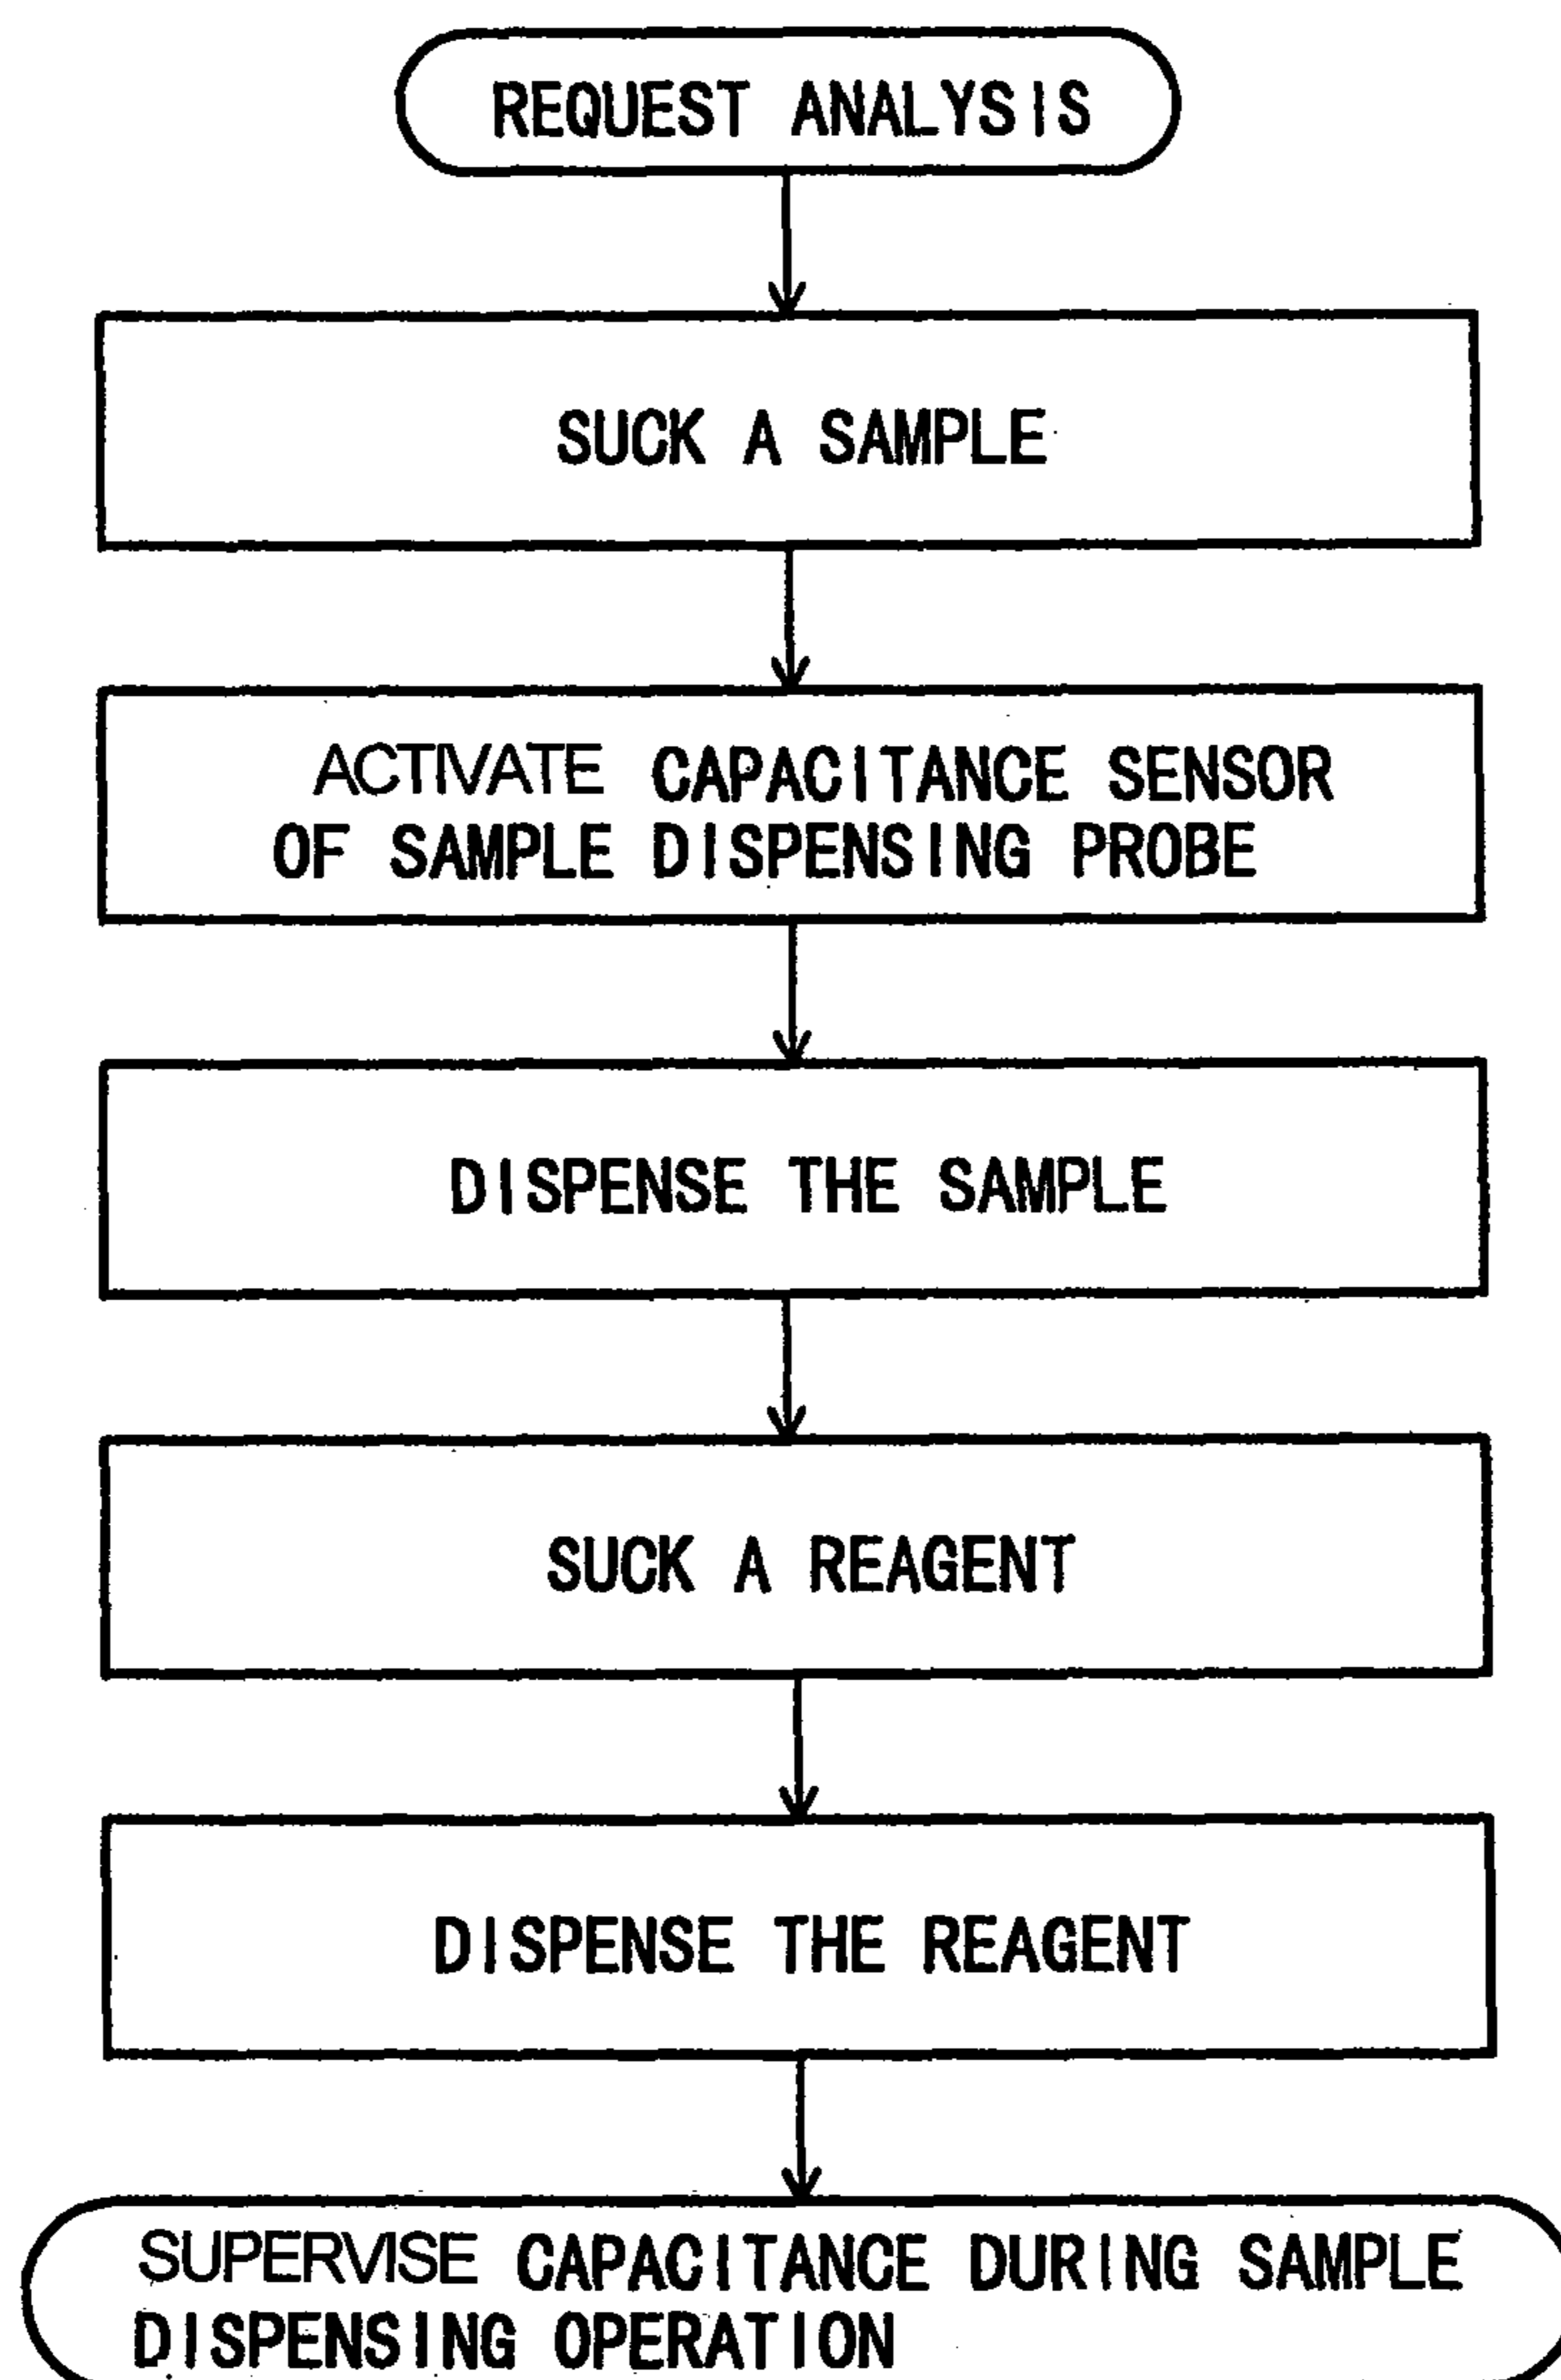 REQUEST ANALYSIS
SUCK A SAMPLE
ACTIVATE CAPACITANCE SENSOR
OF SAMPLE DISPENSING PROBE
DISPENSE THE SAMPLE
SUCK A REAGENT
DISPENSE THE REAGENT
SUPERVISE CAPACITANCE DURING SAMPLE
DISPENSING OPERATION